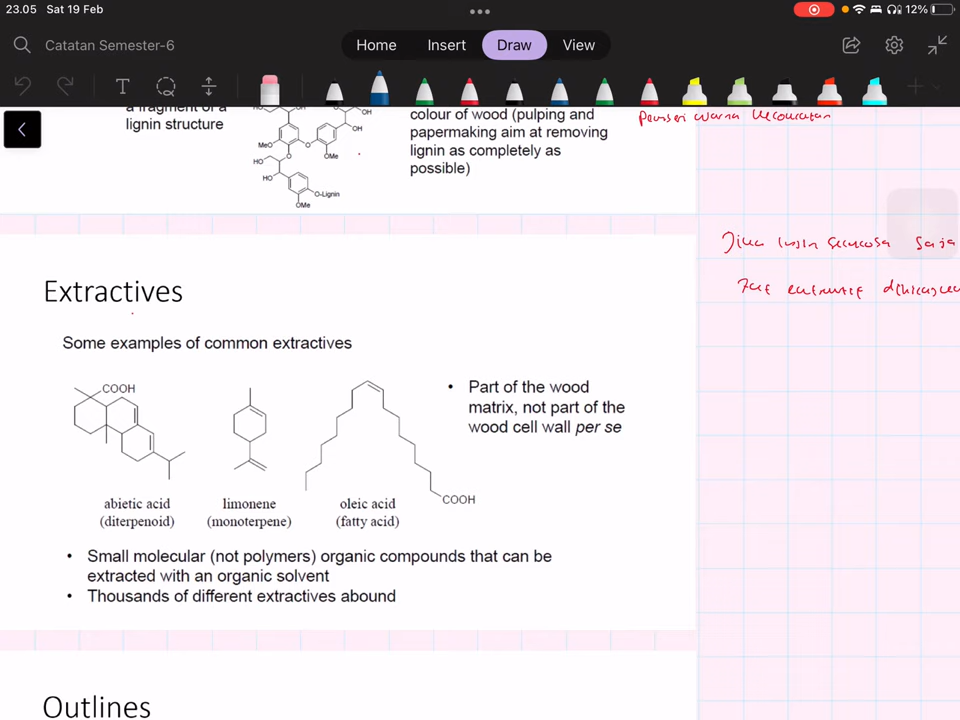 23.05 Sat 19 Feb
12%
Catatan Semester-6
Home Insert Draw View
a fragment of a
lignin structure
OH
OH
MeO
O
O
HO
OMe
HO
O-Lignin
OMe
colour of wood (pulping and
papermaking aim at removing
lignin as completely as
possible)
warna
Extractives
Some examples of common extractives
COOH
COOH
abietic acid
(diterpenoid)
limonene
(monoterpene)
oleic acid
(fatty acid)
• Part of the wood
matrix, not part of the
wood cell wall per se
• Small molecular (not polymers) organic compounds that can be
extracted with an organic solvent
• Thousands of different extractives abound
saja
Outlines